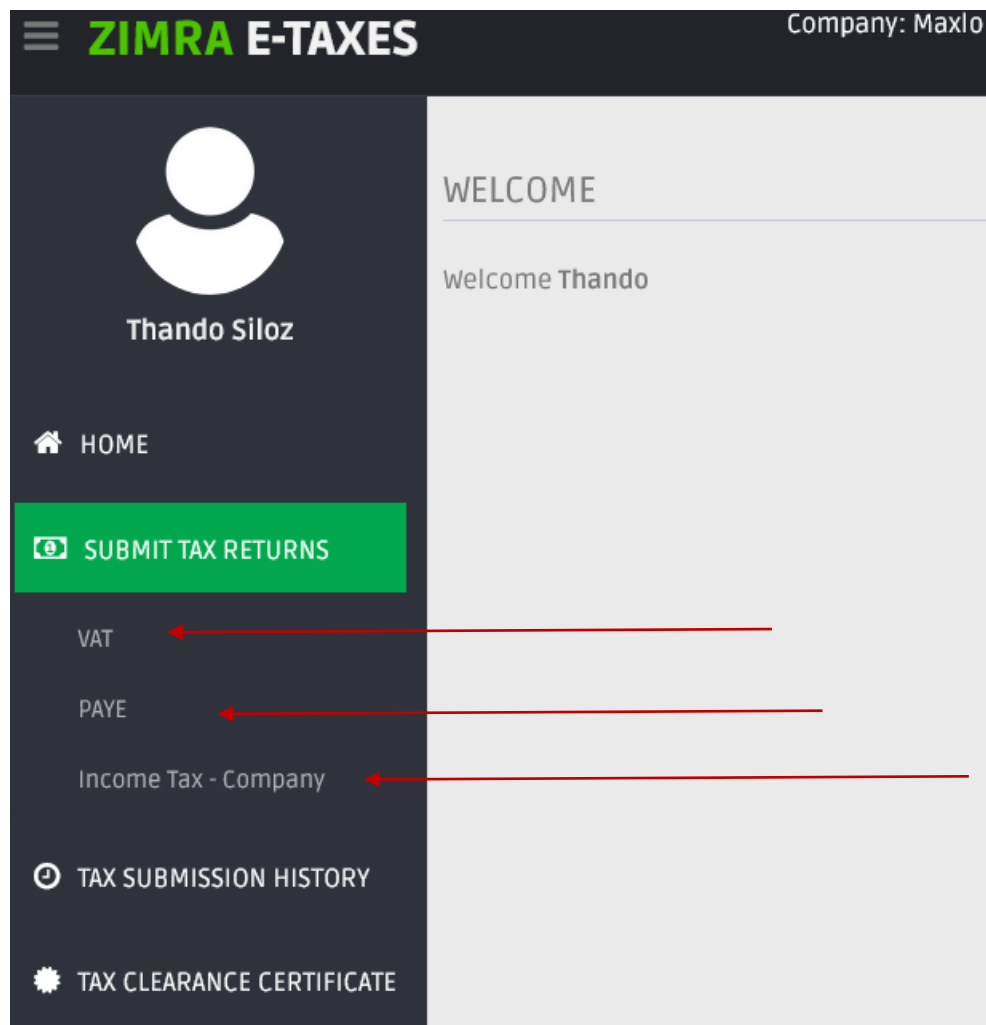 ZIMRA E-TAXES
Company: Maxlo
Thando Siloz
HOME
SUBMIT TAX RETURNS
VAT
PAYE
Income Tax - Company
TAX SUBMISSION HISTORY
TAX CLEARANCE CERTIFICATE
WELCOME
Welcome Thando